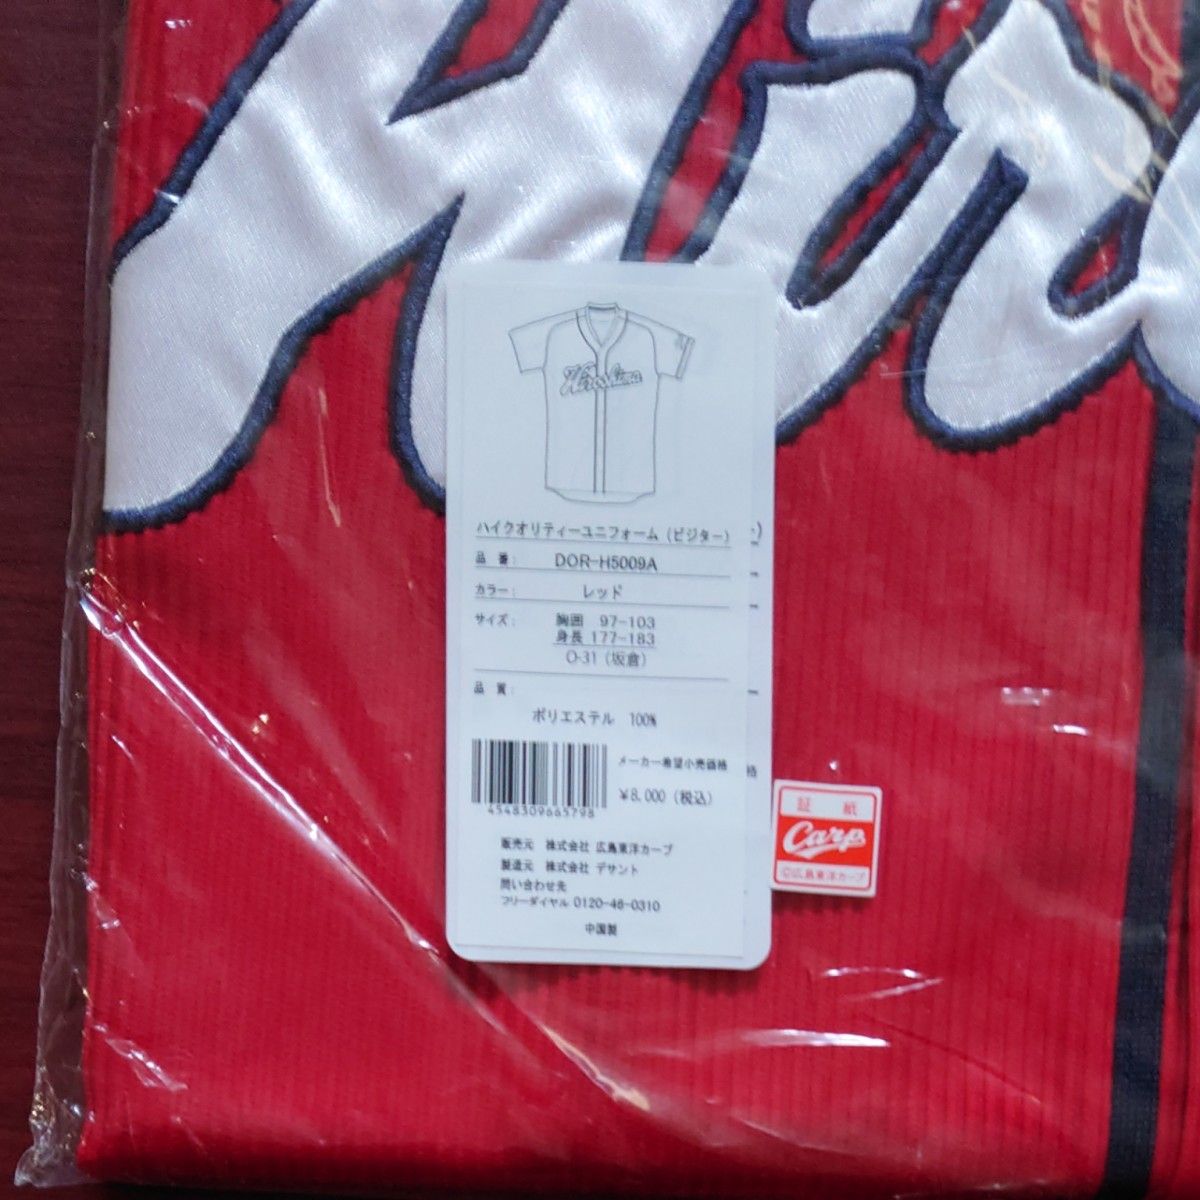 Hiro
Hiroshima
ハイクオリティーユニフォーム（ビジター）
品番： DOR-H5009A
カラー： レッド
サイズ： 胸囲 97-103
身長 177-183
O-31（坂倉）
品質：
ポリエステル 100%
メーカー希望小売価格
¥8,000（税込）
4548309665798
販売元 株式会社 広島東洋カープ
製造元 株式会社 デサント
問い合わせ先
フリーダイヤル 0120-46-0310
中国製
証紙
Carp
©広島東洋カープ